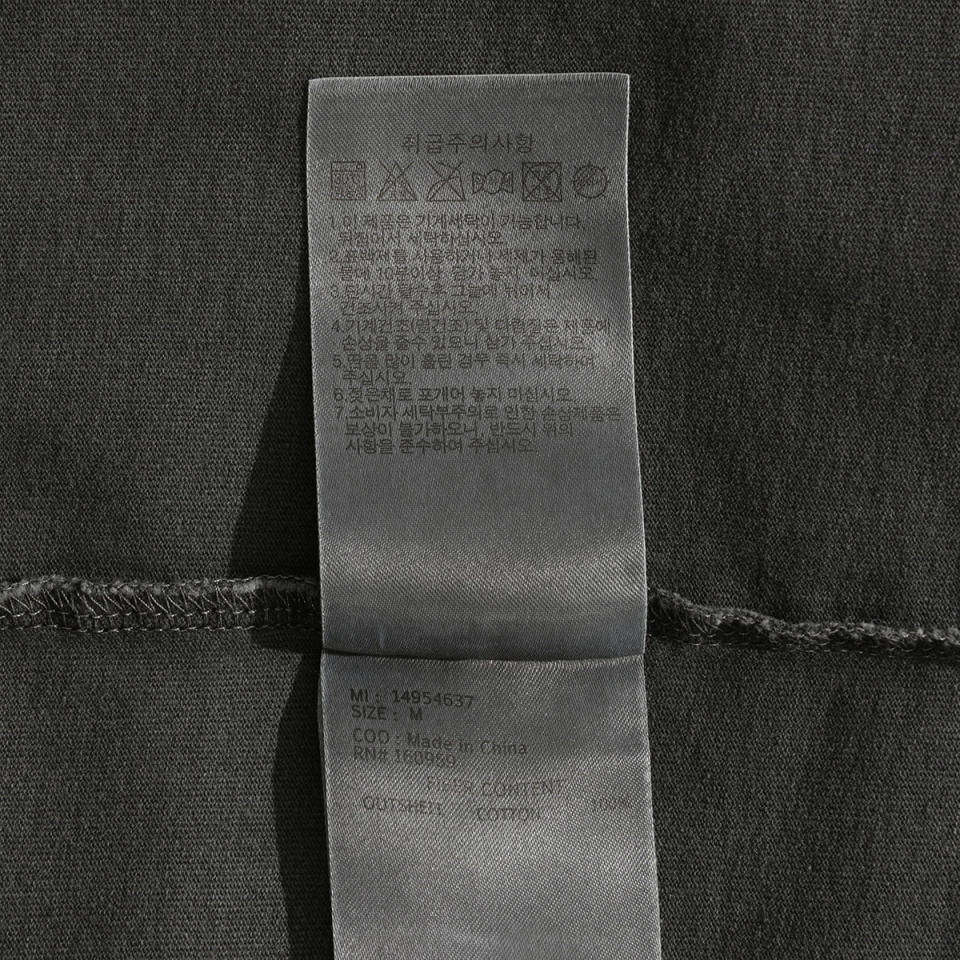 취급주의사항
1.이 제품은 기계세탁이 가능합니다.
뒤집어서 세탁하십시오.
2.표백제를 사용하거나 세제가 용해된
물에 10분이상 담가 놓지 마십시오.
3.단시간 탈수후 그늘에 뉘어서
건조시켜 주십시오.
4.기계건조(열건조) 및 다림질은 제품에
손상을 줄수 있으니 삼가 주십시오.
5.땀을 많이 흘린 경우 즉시 세탁하여
주십시오.
6.젖은채로 포개어 놓지 마십시오.
7.소비자 세탁부주의로 인한 손상제품은
보상이 불가하오니, 반드시 위의
사항을 준수하여 주십시오.
MI : 14954637
SIZE : M
COO : Made in China
RN# 160959
FIBER CONTENT
OUTSHELL COTTON 100%